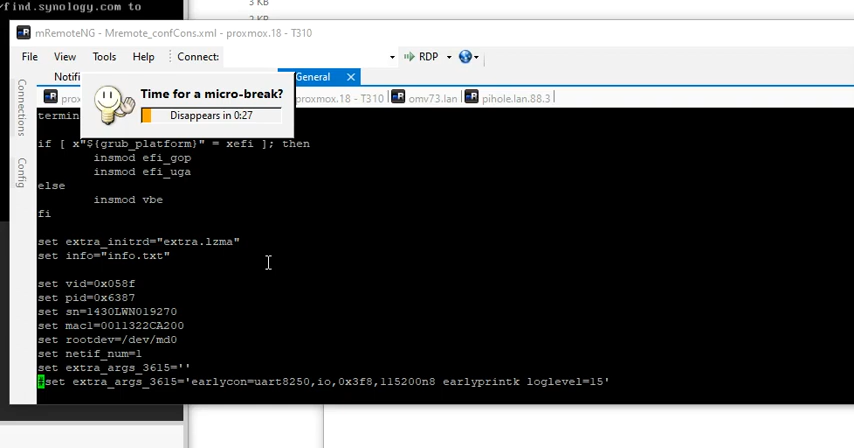 /find.synology.com to
3 KB
2 KB
mRemoteNG - Mremote_confCons.xml - proxmox.18 - T310
File View Tools Help Connect: RDP
Notifi General
Time for a micro-break?
Disappears in 0:27
prox proxmox.18 - T310 omv73.lan pihole.lan.88.3
Connections
Config
termin
if [ x"${grub_platform}" = xefi ]; then
insmod efi_gop
insmod efi_uga
else
insmod vbe
fi
set extra_initrd="extra.lzma"
set info="info.txt"
set vid=0x058f
set pid=0x6387
set sn=1430LWN019270
set mac1=0011322CA200
set rootdev=/dev/md0
set netif_num=1
set extra_args_3615=''
#set extra_args_3615='earlycon=uart8250,io,0x3f8,115200n8 earlyprintk loglevel=15'